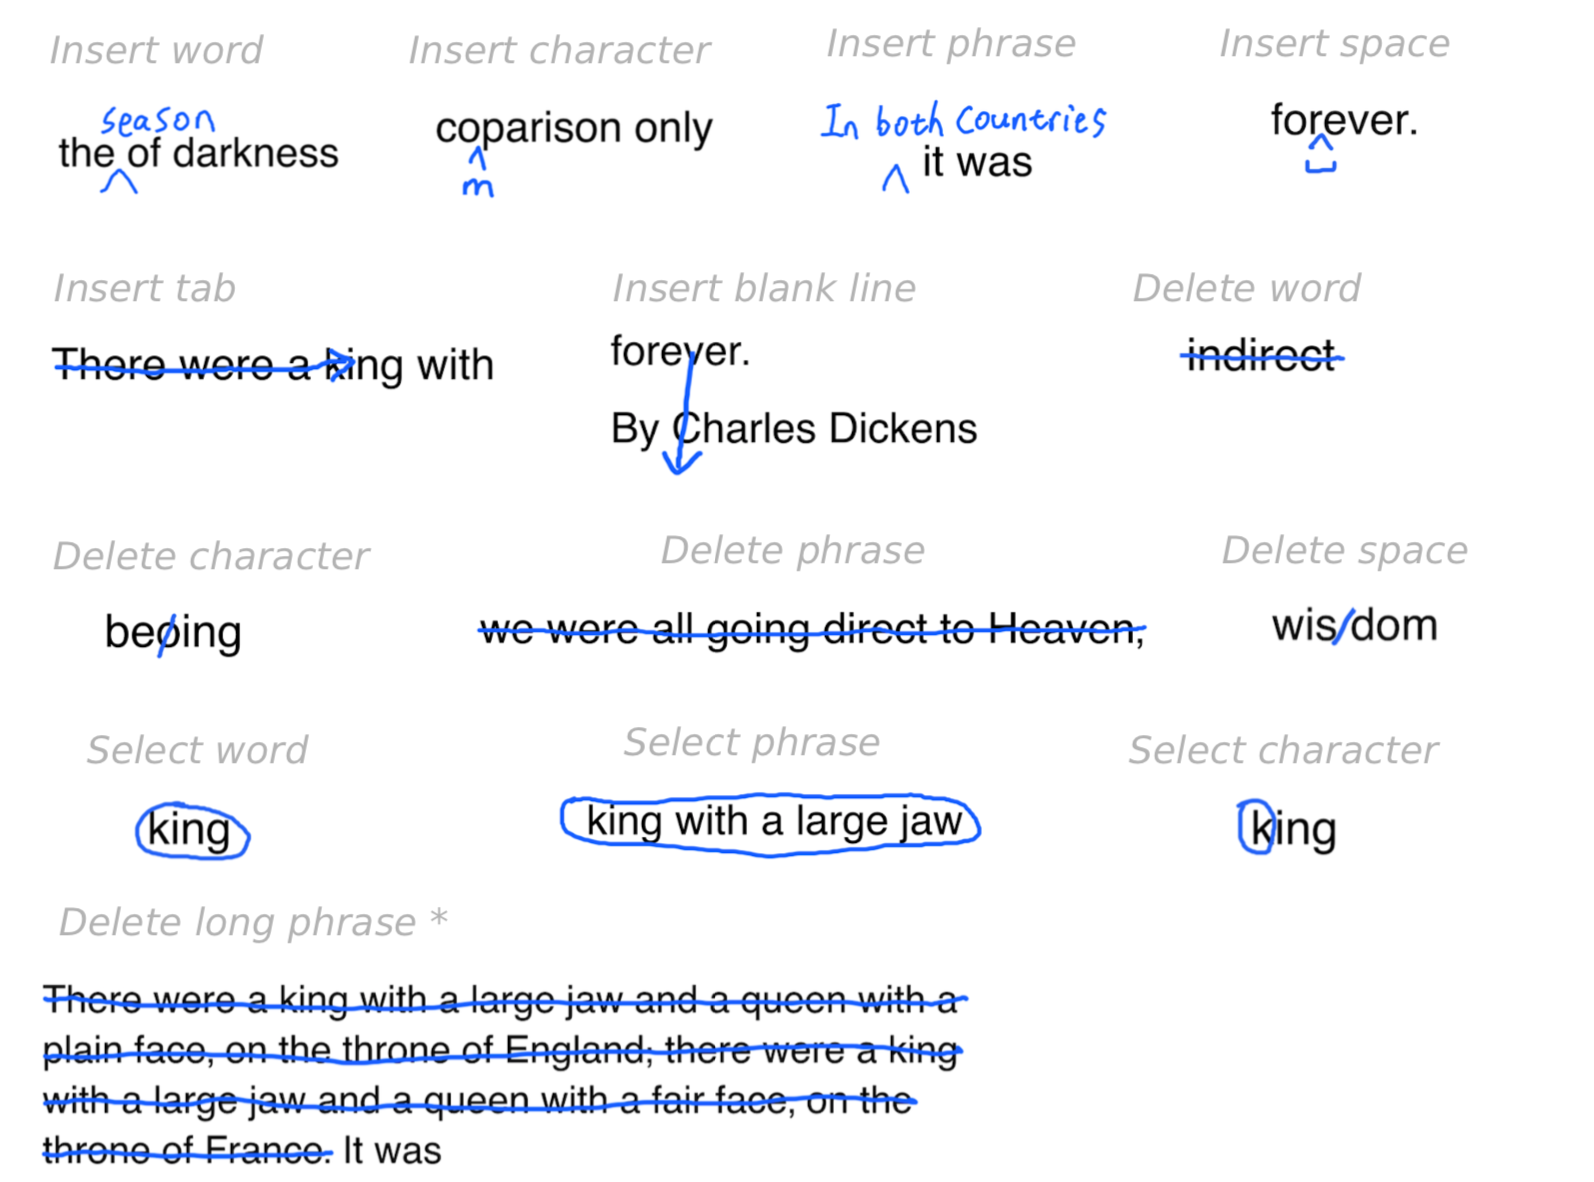 Insert word Insert character Insert phrase Insert space
season In both Countries
the of darkness coparison only it was forever.
m
Insert tab Insert blank line Delete word
There were a king with forever. indirect
By Charles Dickens
Delete character Delete phrase Delete space
beoing we were all going direct to Heaven, wis dom
Select word Select phrase Select character
king king with a large jaw king
Delete long phrase *
There were a king with a large jaw and a queen with a
plain face, on the throne of England; there were a king
with a large jaw and a queen with a fair face, on the
throne of France. It was